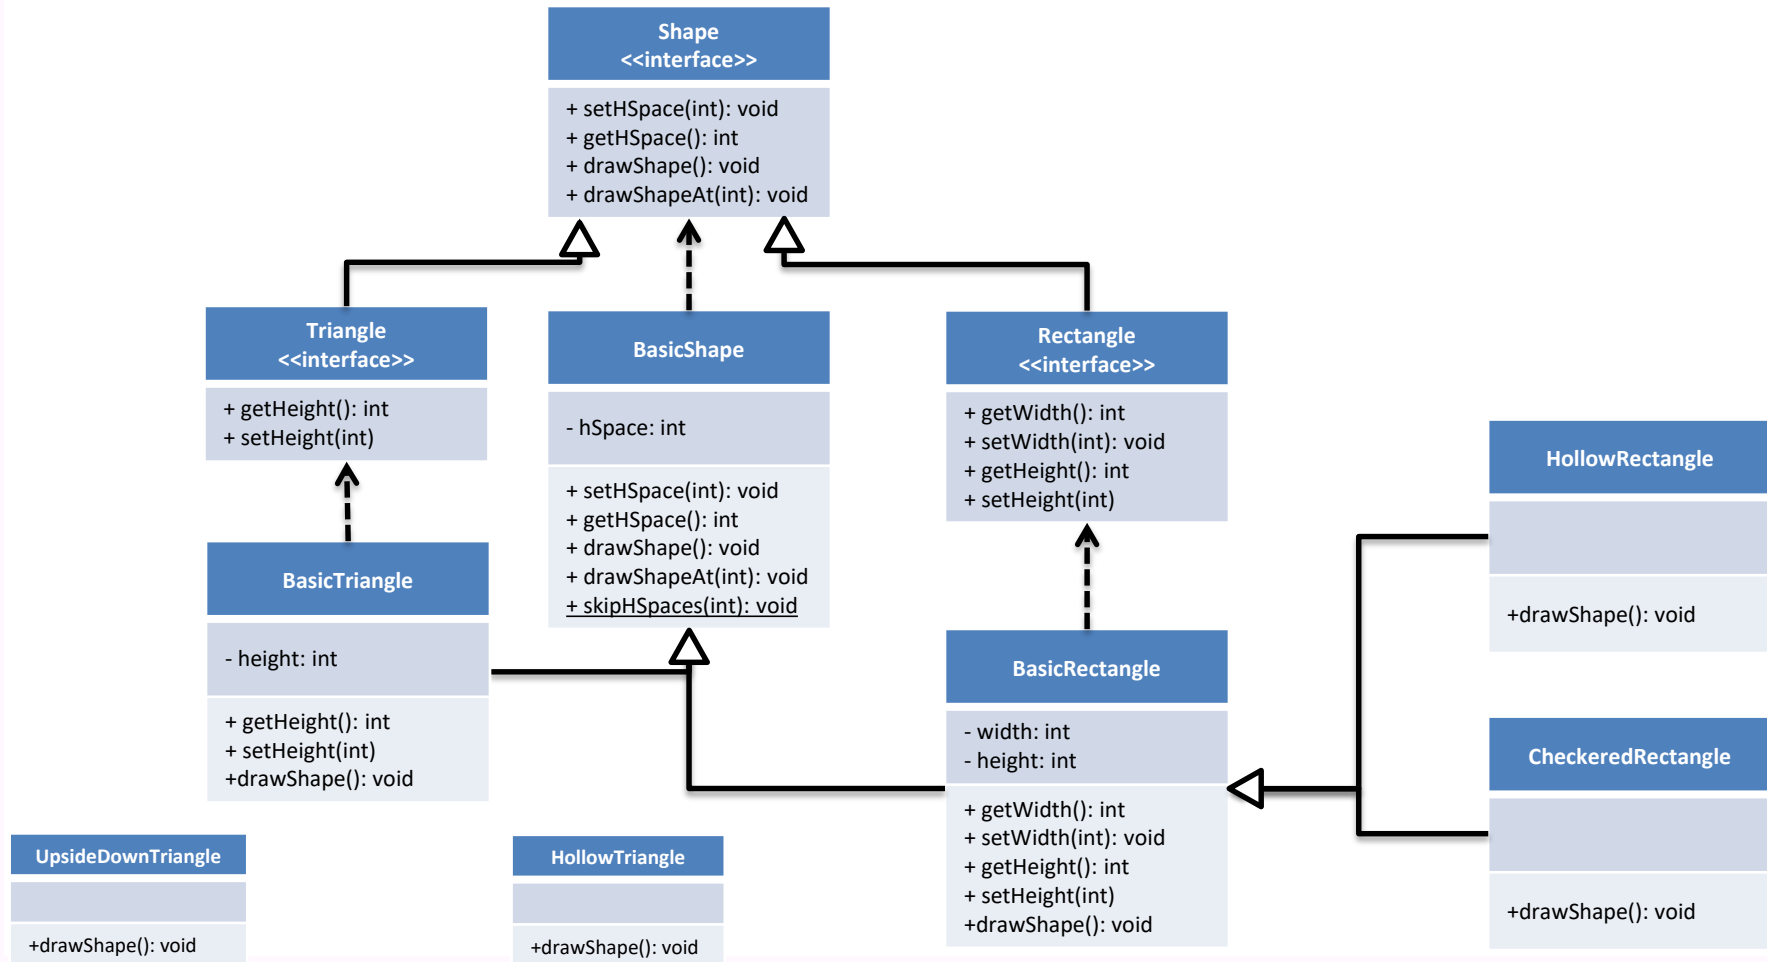 Shape
<<interface>>
+ setHSpace(int): void
+ getHSpace(): int
+ drawShape(): void
+ drawShapeAt(int): void
Triangle
<<interface>>
+ getHeight(): int
+ setHeight(int)
BasicShape
- hSpace: int
+ setHSpace(int): void
+ getHSpace(): int
+ drawShape(): void
+ drawShapeAt(int): void
+ skipHSpaces(int): void
Rectangle
<<interface>>
+ getWidth(): int
+ setWidth(int): void
+ getHeight(): int
+ setHeight(int)
HollowRectangle
+drawShape(): void
BasicTriangle
- height: int
+ getHeight(): int
+ setHeight(int)
+drawShape(): void
BasicRectangle
- width: int
- height: int
+ getWidth(): int
+ setWidth(int): void
+ getHeight(): int
+ setHeight(int)
+drawShape(): void
CheckeredRectangle
+drawShape(): void
UpsideDownTriangle
+drawShape(): void
HollowTriangle
+drawShape(): void